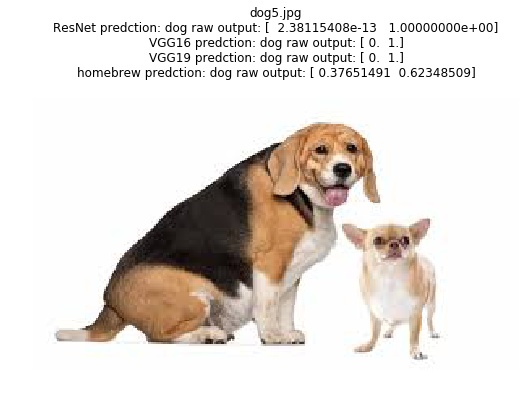 dog5.jpg
ResNet predction: dog raw output: [  2.38115408e-13   1.00000000e+00]
VGG16 predction: dog raw output: [ 0.  1.]
VGG19 predction: dog raw output: [ 0.  1.]
homebrew predction: dog raw output: [ 0.37651491  0.62348509]